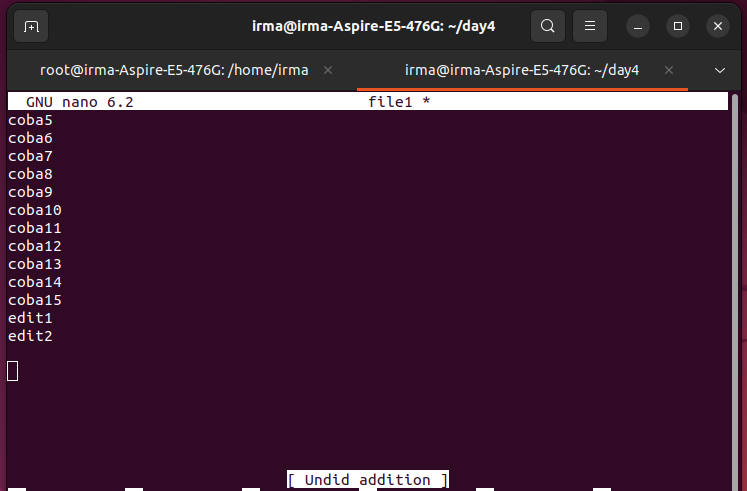 irma@irma-Aspire-E5-476G: ~/day4
root@irma-Aspire-E5-476G: /home/irma
irma@irma-Aspire-E5-476G: ~/day4
GNU nano 6.2 file1 *
coba5
coba6
coba7
coba8
coba9
coba10
coba11
coba12
coba13
coba14
coba15
edit1
edit2
[ Undid addition ]